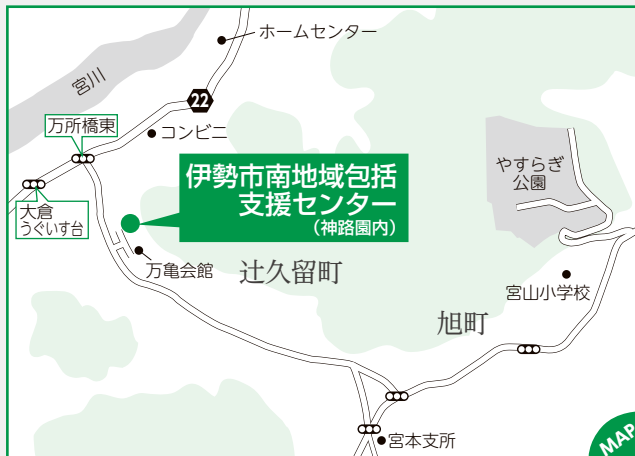 ホームセンター
宮川
22
万所橋東
コンビニ
大倉
うぐいす台
伊勢市南地域包括
支援センター
(神路園内)
やすらぎ
公園
万亀会館
辻久留町
宮山小学校
旭町
宮本支所
MAP